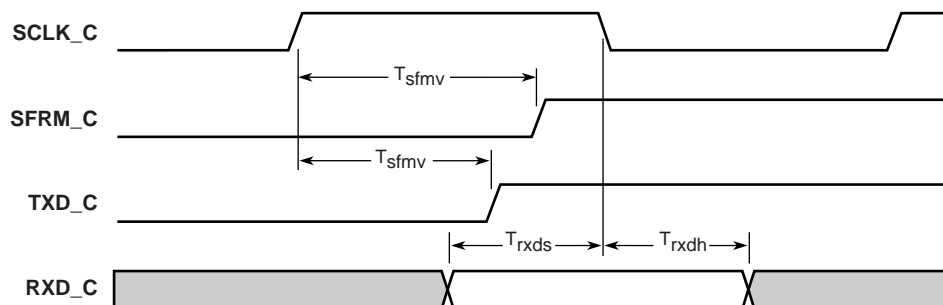 SCLK_C
Tsfmv
SFRM_C
Tsfmv
TXD_C
Trxds Trxdh
RXD_C